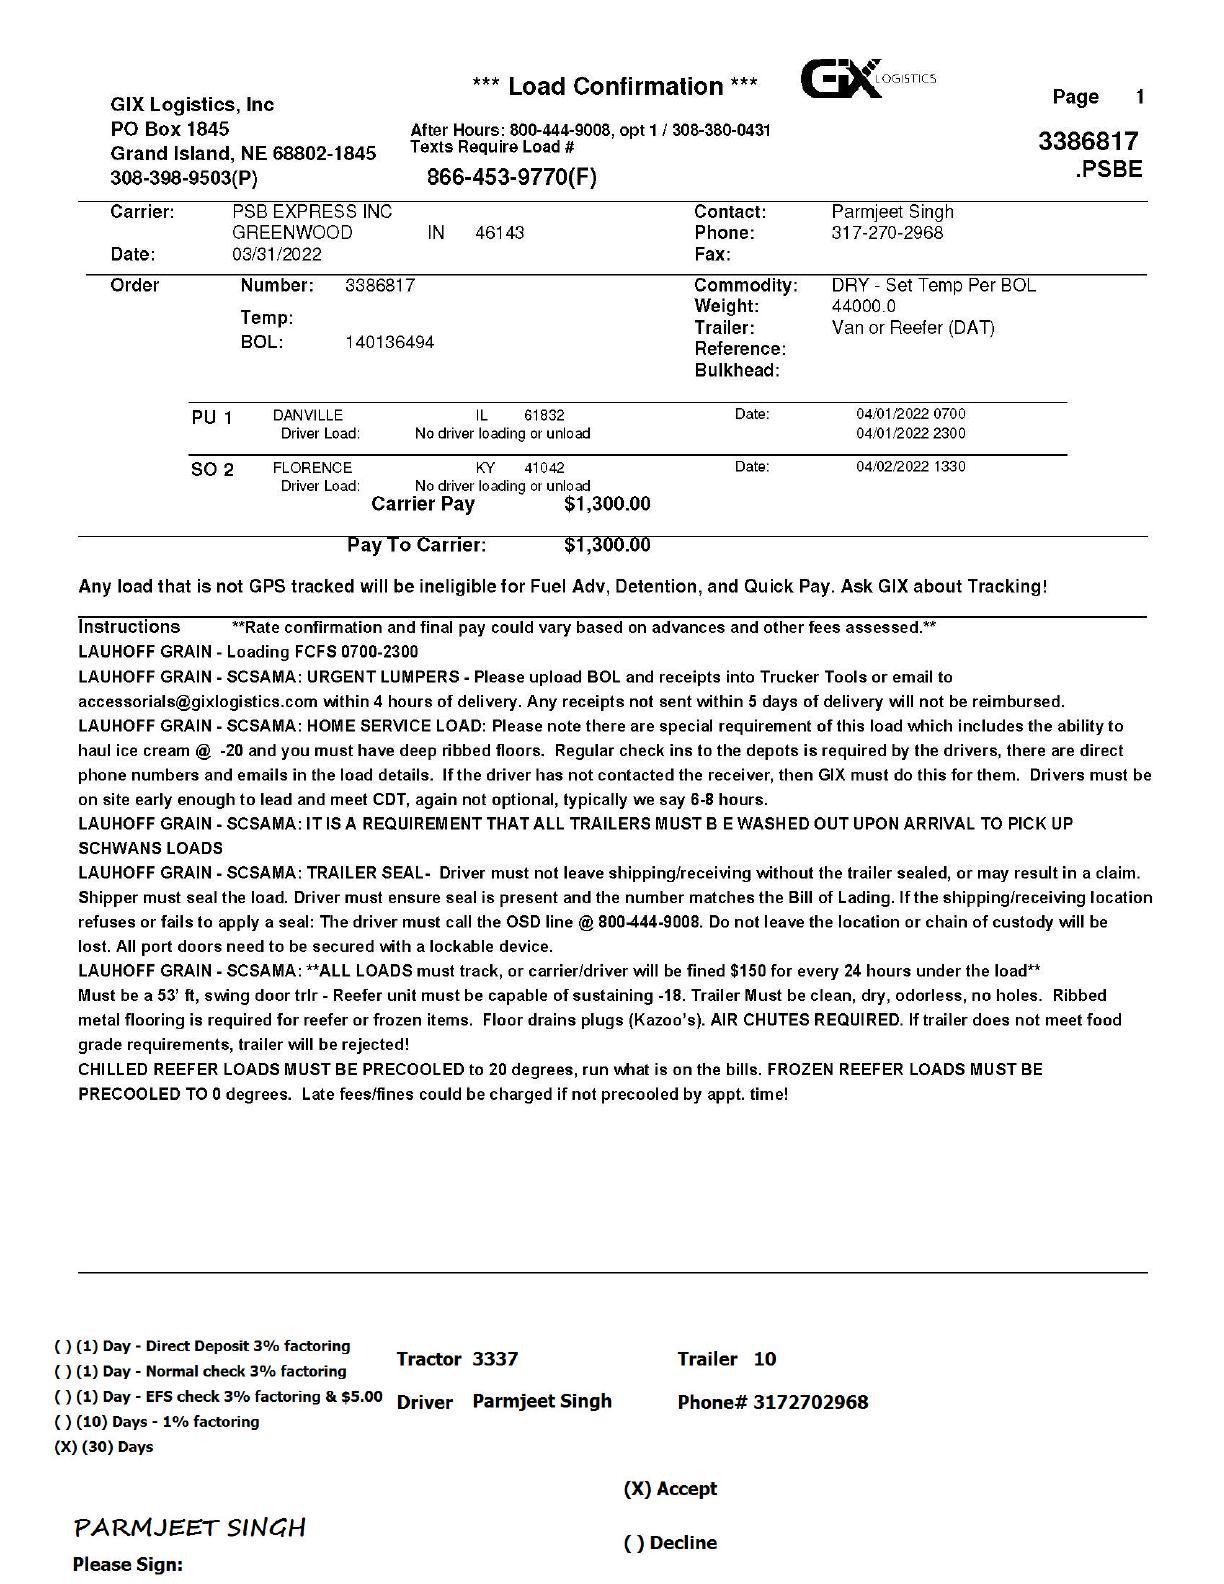 *** Load Confirmation ***
GIX LOGISTICS
Page 1
GIX Logistics, Inc
PO Box 1845
Grand Island, NE 68802-1845
308-398-9503(P)
After Hours: 800-444-9008, opt 1 / 308-380-0431
Texts Require Load #
866-453-9770(F)
3386817
.PSBE
Carrier: PSB EXPRESS INC Contact: Parmjeet Singh
GREENWOOD IN 46143 Phone: 317-270-2968
Date: 03/31/2022 Fax:
Order Number: 3386817 Commodity: DRY - Set Temp Per BOL
Weight: 44000.0
Temp:
Trailer: Van or Reefer (DAT)
BOL: 140136494
Reference:
Bulkhead:
PU 1 DANVILLE IL 61832 Date: 04/01/2022 0700
Driver Load: No driver loading or unload 04/01/2022 2300
SO 2 FLORENCE KY 41042 Date: 04/02/2022 1330
Driver Load: No driver loading or unload
Carrier Pay $1,300.00
Pay To Carrier: $1,300.00
Any load that is not GPS tracked will be ineligible for Fuel Adv, Detention, and Quick Pay. Ask GIX about Tracking!
Instructions **Rate confirmation and final pay could vary based on advances and other fees assessed.**
LAUHOFF GRAIN - Loading FCFS 0700-2300
LAUHOFF GRAIN - SCSAMA: URGENT LUMPERS - Please upload BOL and receipts into Trucker Tools or email to
accessorials@gixlogistics.com within 4 hours of delivery. Any receipts not sent within 5 days of delivery will not be reimbursed.
LAUHOFF GRAIN - SCSAMA: HOME SERVICE LOAD: Please note there are special requirement of this load which includes the ability to
haul ice cream @ -20 and you must have deep ribbed floors. Regular check ins to the depots is required by the drivers, there are direct
phone numbers and emails in the load details. If the driver has not contacted the receiver, then GIX must do this for them. Drivers must be
on site early enough to lead and meet CDT, again not optional, typically we say 6-8 hours.
LAUHOFF GRAIN - SCSAMA: IT IS A REQUIREMENT THAT ALL TRAILERS MUST B E WASHED OUT UPON ARRIVAL TO PICK UP
SCHWANS LOADS
LAUHOFF GRAIN - SCSAMA: TRAILER SEAL- Driver must not leave shipping/receiving without the trailer sealed, or may result in a claim.
Shipper must seal the load. Driver must ensure seal is present and the number matches the Bill of Lading. If the shipping/receiving location
refuses or fails to apply a seal: The driver must call the OSD line @ 800-444-9008. Do not leave the location or chain of custody will be
lost. All port doors need to be secured with a lockable device.
LAUHOFF GRAIN - SCSAMA: **ALL LOADS must track, or carrier/driver will be fined $150 for every 24 hours under the load**
Must be a 53' ft, swing door trlr - Reefer unit must be capable of sustaining -18. Trailer Must be clean, dry, odorless, no holes. Ribbed
metal flooring is required for reefer or frozen items. Floor drains plugs (Kazoo's). AIR CHUTES REQUIRED. If trailer does not meet food
grade requirements, trailer will be rejected!
CHILLED REEFER LOADS MUST BE PRECOOLED to 20 degrees, run what is on the bills. FROZEN REEFER LOADS MUST BE
PRECOOLED TO 0 degrees. Late fees/fines could be charged if not precooled by appt. time!
( ) (1) Day - Direct Deposit 3% factoring
( ) (1) Day - Normal check 3% factoring
( ) (1) Day - EFS check 3% factoring & $5.00
( ) (10) Days - 1% factoring
(X) (30) Days
Tractor 3337 Trailer 10
Driver Parmjeet Singh Phone# 3172702968
(X) Accept
PARMJEET SINGH
( ) Decline
Please Sign: